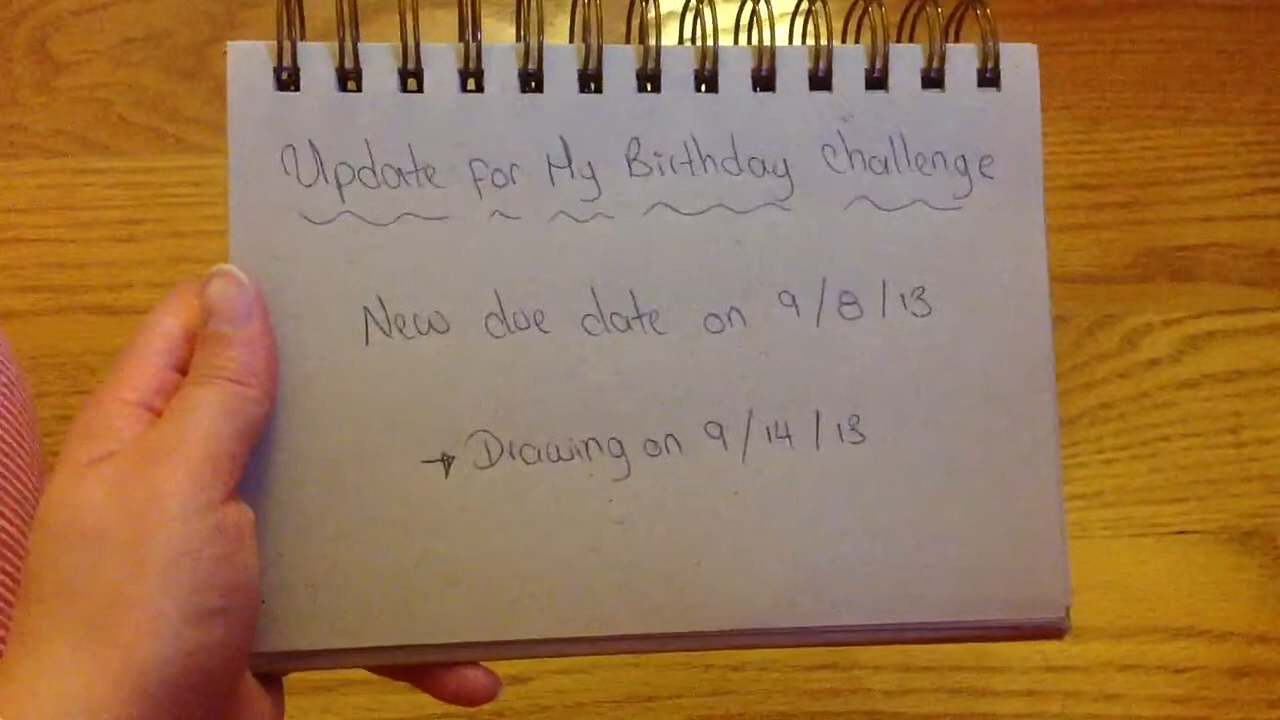 Update for My Birthday Challenge
New due date on 9/8/13
→ Drawing on 9/14/13